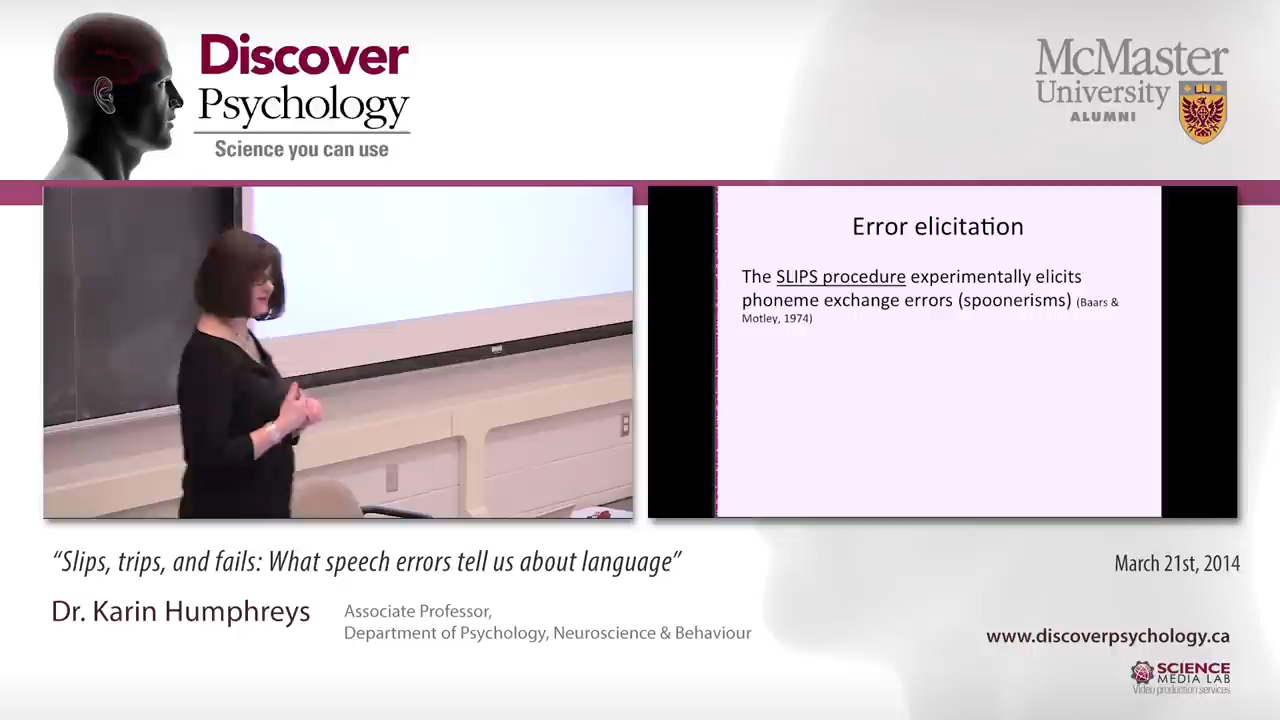 Discover
Psychology
Science you can use
McMaster
University
ALUMNI
Error elicitation
The SLIPS procedure experimentally elicits
phoneme exchange errors (spoonerisms) (Baars &
Motley, 1974)
“Slips, trips, and fails: What speech errors tell us about language”
March 21st, 2014
Dr. Karin Humphreys
Associate Professor,
Department of Psychology, Neuroscience & Behaviour
www.discoverpsychology.ca
SCIENCE
MEDIA LAB
Video production services